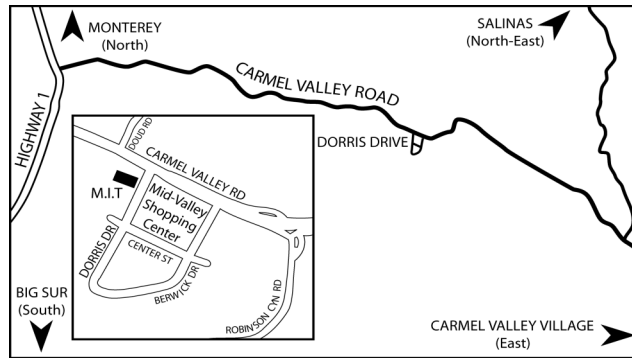 MONTEREY
(North)
SALINAS
(North-East)
HIGHWAY 1
CARMEL VALLEY ROAD
DORRIS DRIVE
DOUD RD
CARMEL VALLEY RD
M.I.T
Mid-Valley
Shopping
Center
DORRIS DR
CENTER ST
BERWICK DR
ROBINSON CYN RD
BIG SUR
(South)
CARMEL VALLEY VILLAGE
(East)